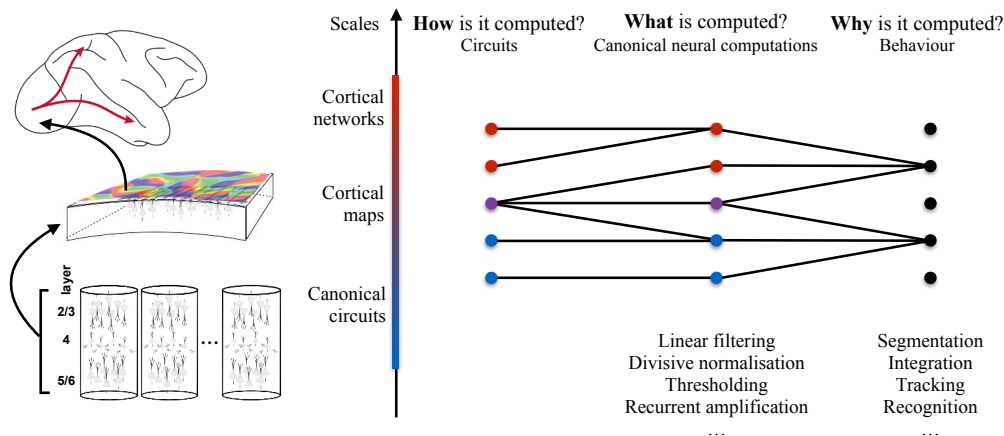 Scales
How is it computed?
Circuits
What is computed?
Canonical neural computations
Why is it computed?
Behaviour
Cortical
networks
Cortical
maps
Canonical
circuits
layer
2/3
4
5/6
...
Linear filtering
Divisive normalisation
Thresholding
Recurrent amplification
...
Segmentation
Integration
Tracking
Recognition
...